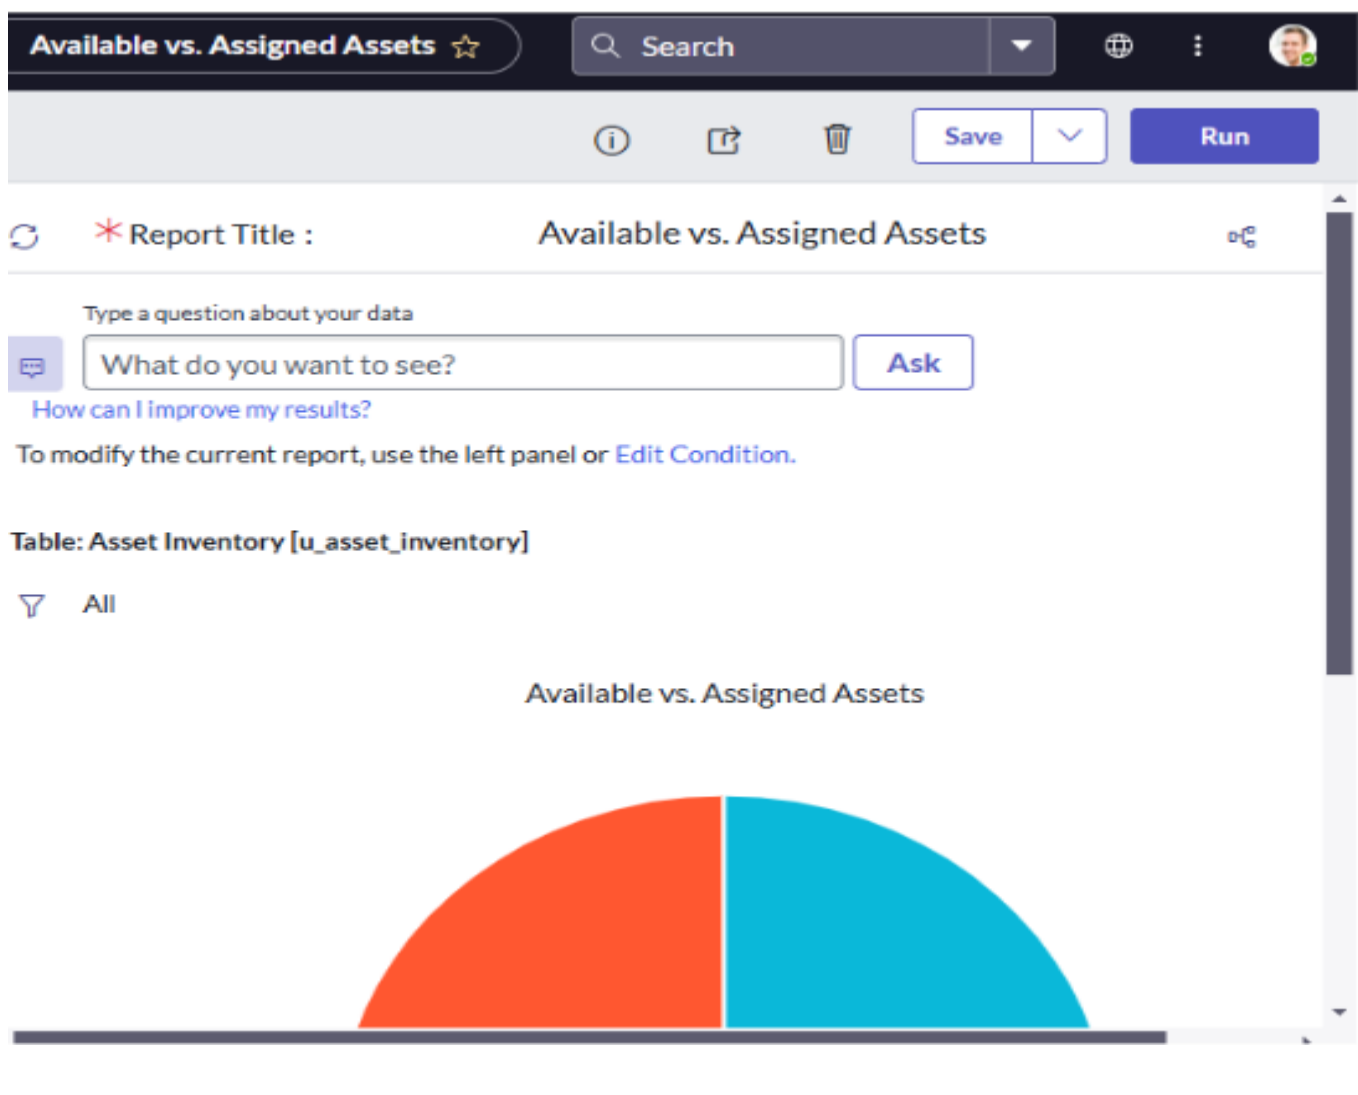 Available vs. Assigned Assets
Search
Save
Run
*Report Title :
Available vs. Assigned Assets
Type a question about your data
What do you want to see?
Ask
How can I improve my results?
To modify the current report, use the left panel or Edit Condition.
Table: Asset Inventory [u_asset_inventory]
All
Available vs. Assigned Assets